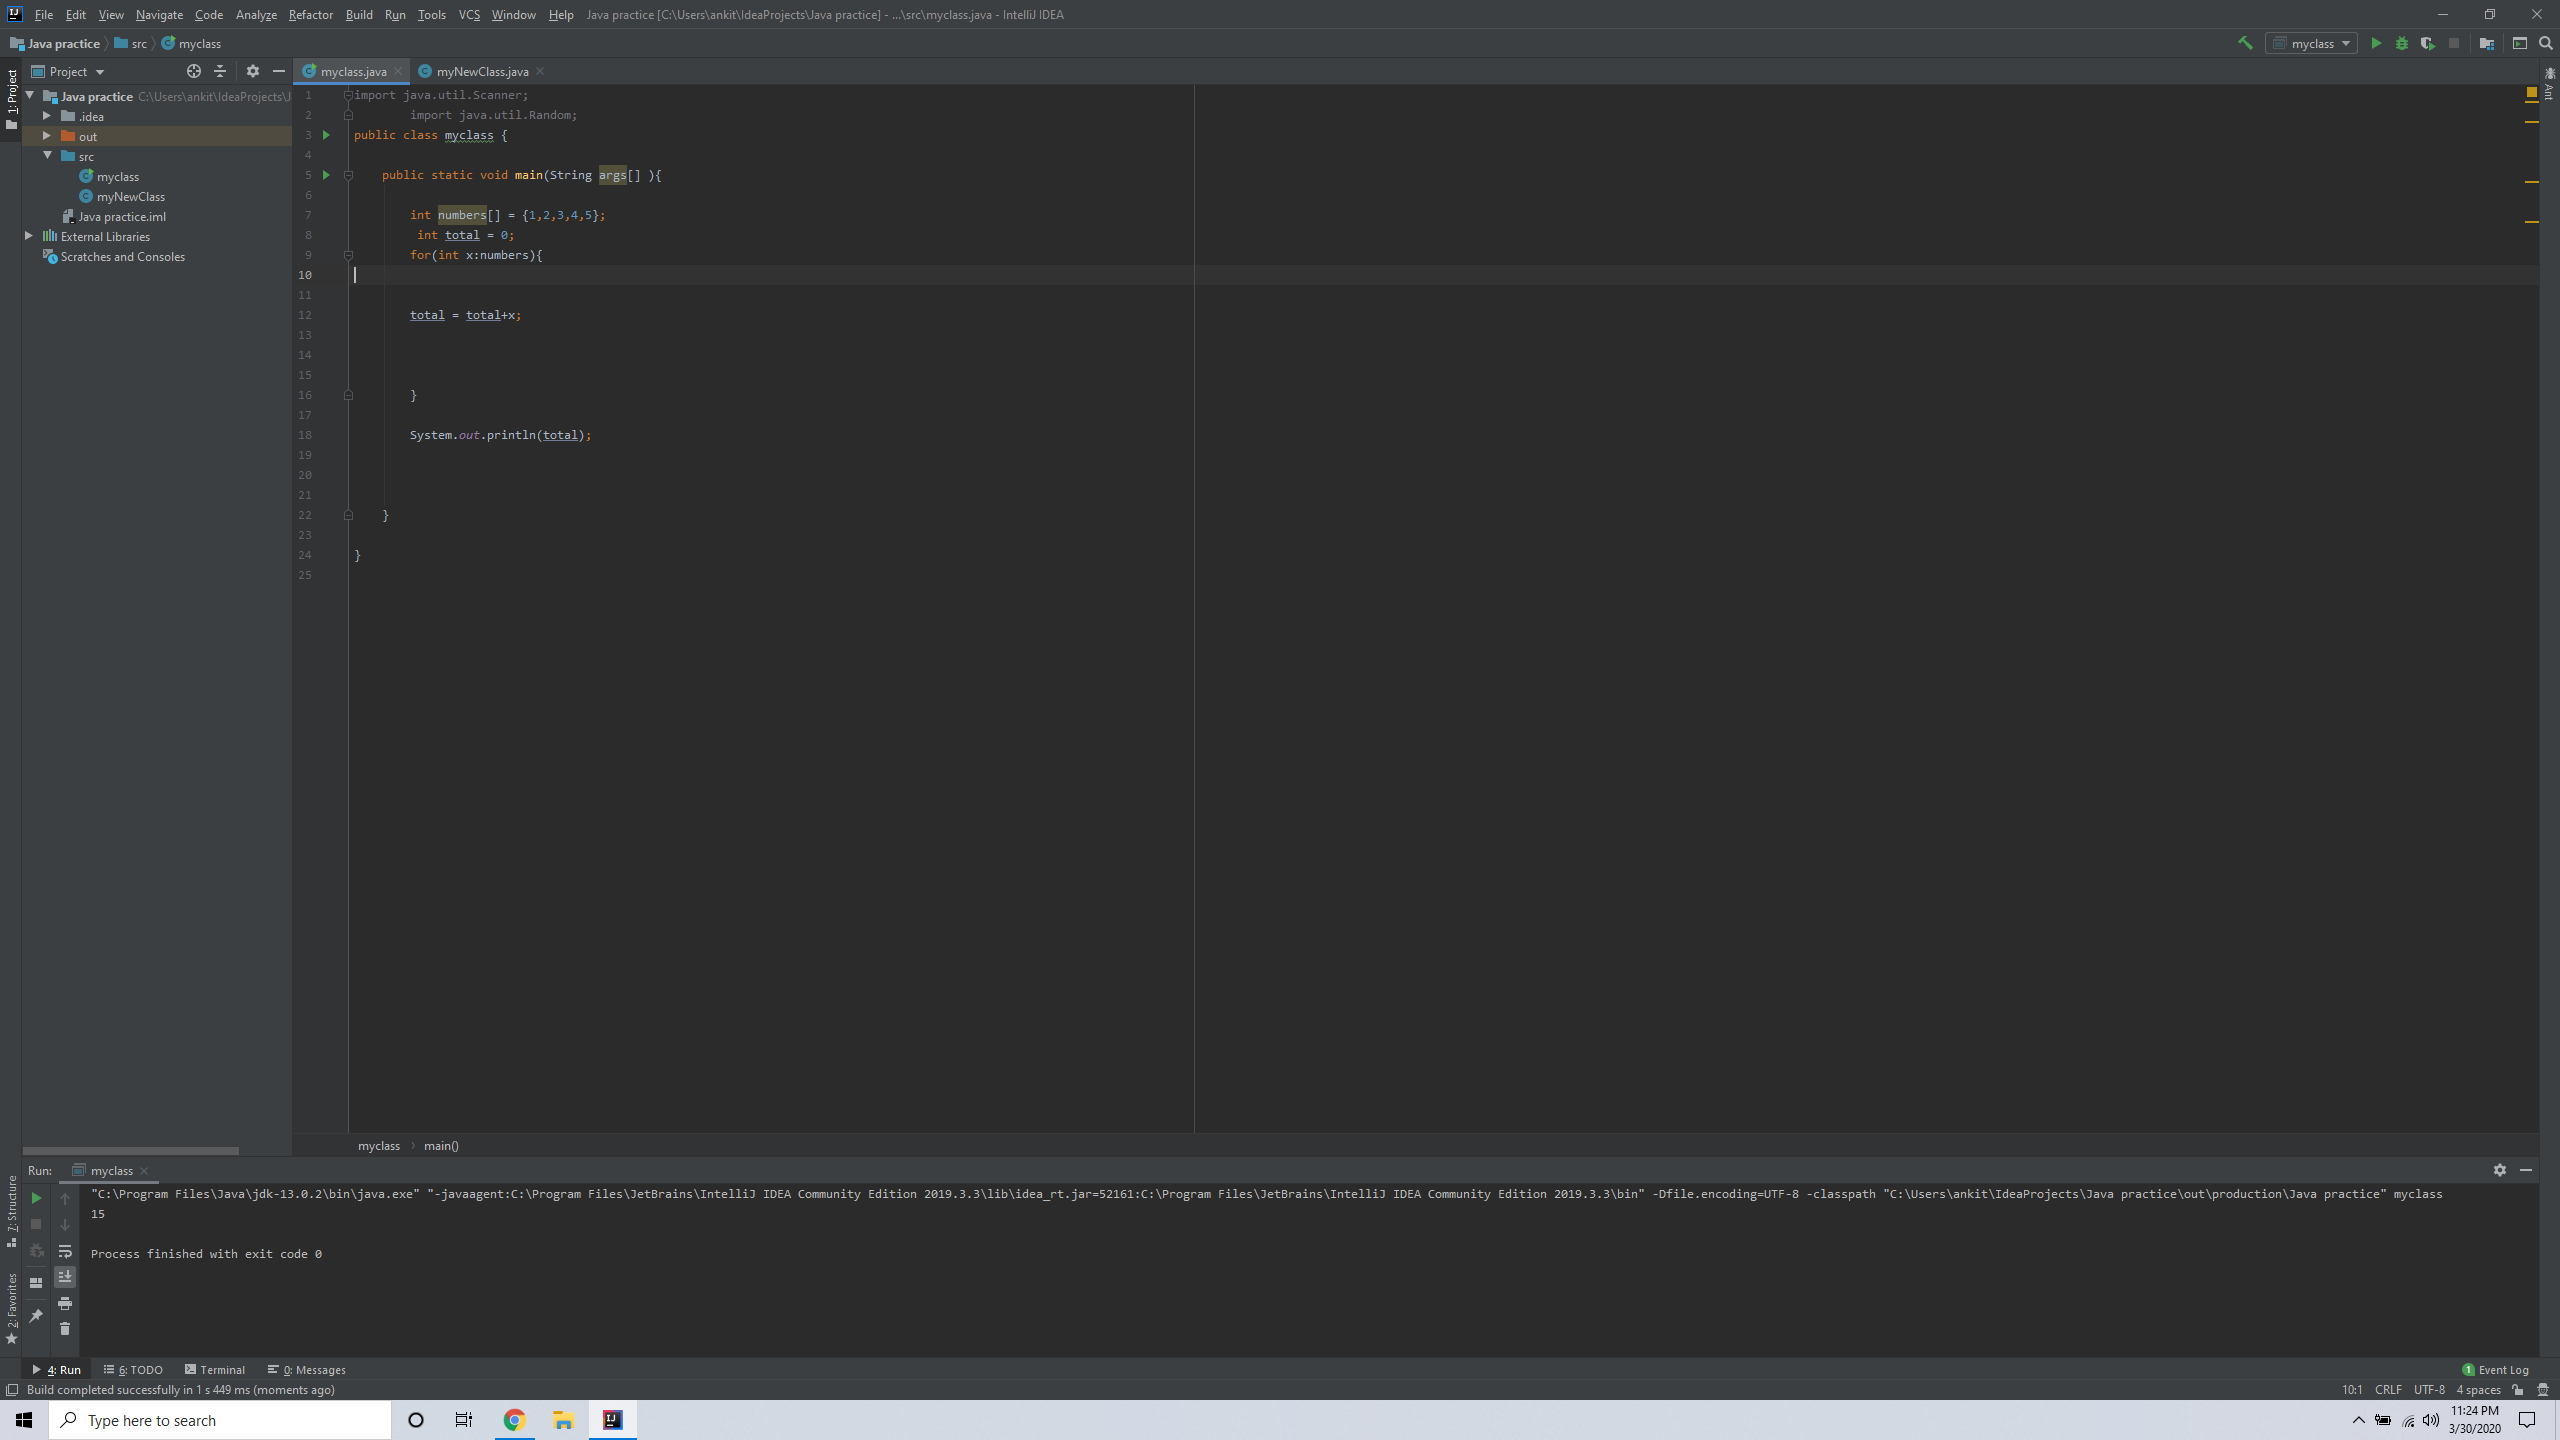 File Edit View Navigate Code Analyze Refactor Build Run Tools VCS Window Help Java practice [C:\Users\ankit\IdeaProjects\Java practice] - ...\src\myclass.java - IntelliJ IDEA
Java practice src myclass
myclass
1: Project
Project
Java practice C:\Users\ankit\IdeaProjects\J
.idea
out
src
myclass
myNewClass
Java practice.iml
External Libraries
Scratches and Consoles
myclass.java myNewClass.java
Ant
1 import java.util.Scanner;
2 import java.util.Random;
3 public class myclass {
4
5 public static void main(String args[] ){
6
7 int numbers[] = {1,2,3,4,5};
8 int total = 0;
9 for(int x:numbers){
10
11
12 total = total+x;
13
14
15
16 }
17
18 System.out.println(total);
19
20
21
22 }
23
24 }
25
myclass main()
Run: myclass
7: Structure
2: Favorites
"C:\Program Files\Java\jdk-13.0.2\bin\java.exe" "-javaagent:C:\Program Files\JetBrains\IntelliJ IDEA Community Edition 2019.3.3\lib\idea_rt.jar=52161:C:\Program Files\JetBrains\IntelliJ IDEA Community Edition 2019.3.3\bin" -Dfile.encoding=UTF-8 -classpath "C:\Users\ankit\IdeaProjects\Java practice\out\production\Java practice" myclass
15
Process finished with exit code 0
4: Run 6: TODO Terminal 0: Messages 1 Event Log
Build completed successfully in 1 s 449 ms (moments ago) 10:1 CRLF UTF-8 4 spaces
Type here to search
11:24 PM
3/30/2020